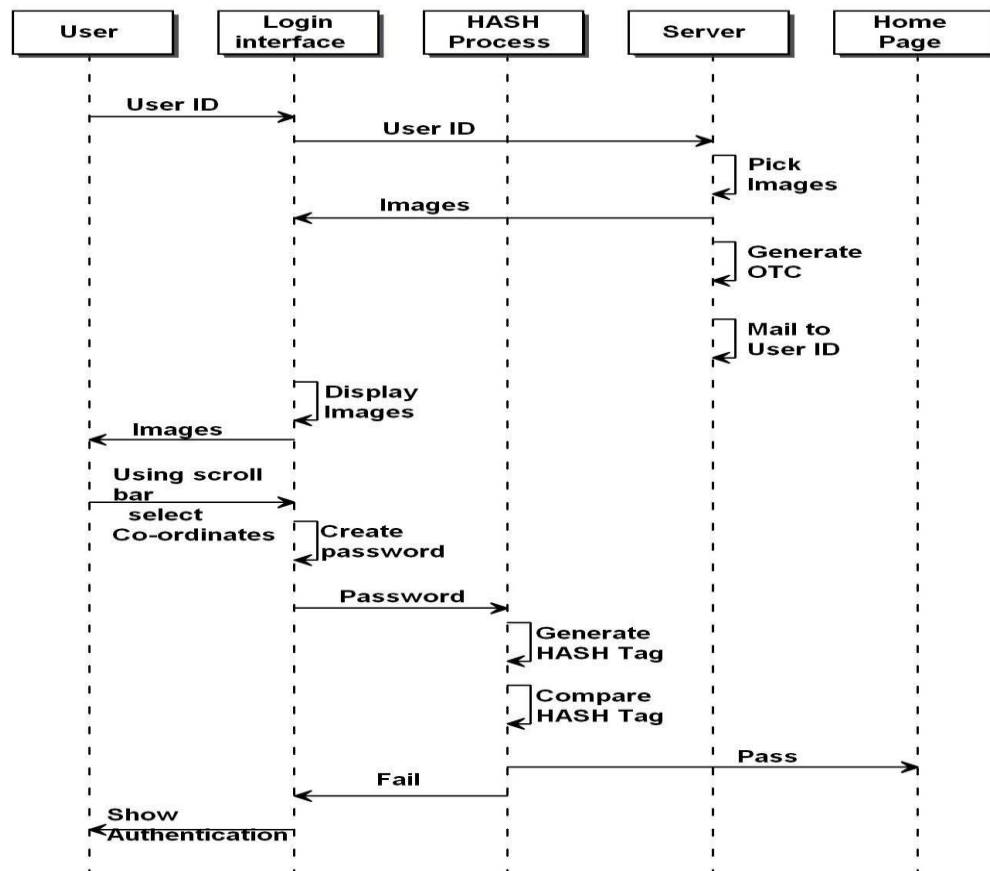 User
Login
interface
HASH
Process
Server
Home
Page
User ID
User ID
Pick
Images
Images
Generate
OTC
Mail to
User ID
Display
Images
Images
Using scroll
bar
select
Co-ordinates
Create
password
Password
Generate
HASH Tag
Compare
HASH Tag
Pass
Fail
Show
Authentication